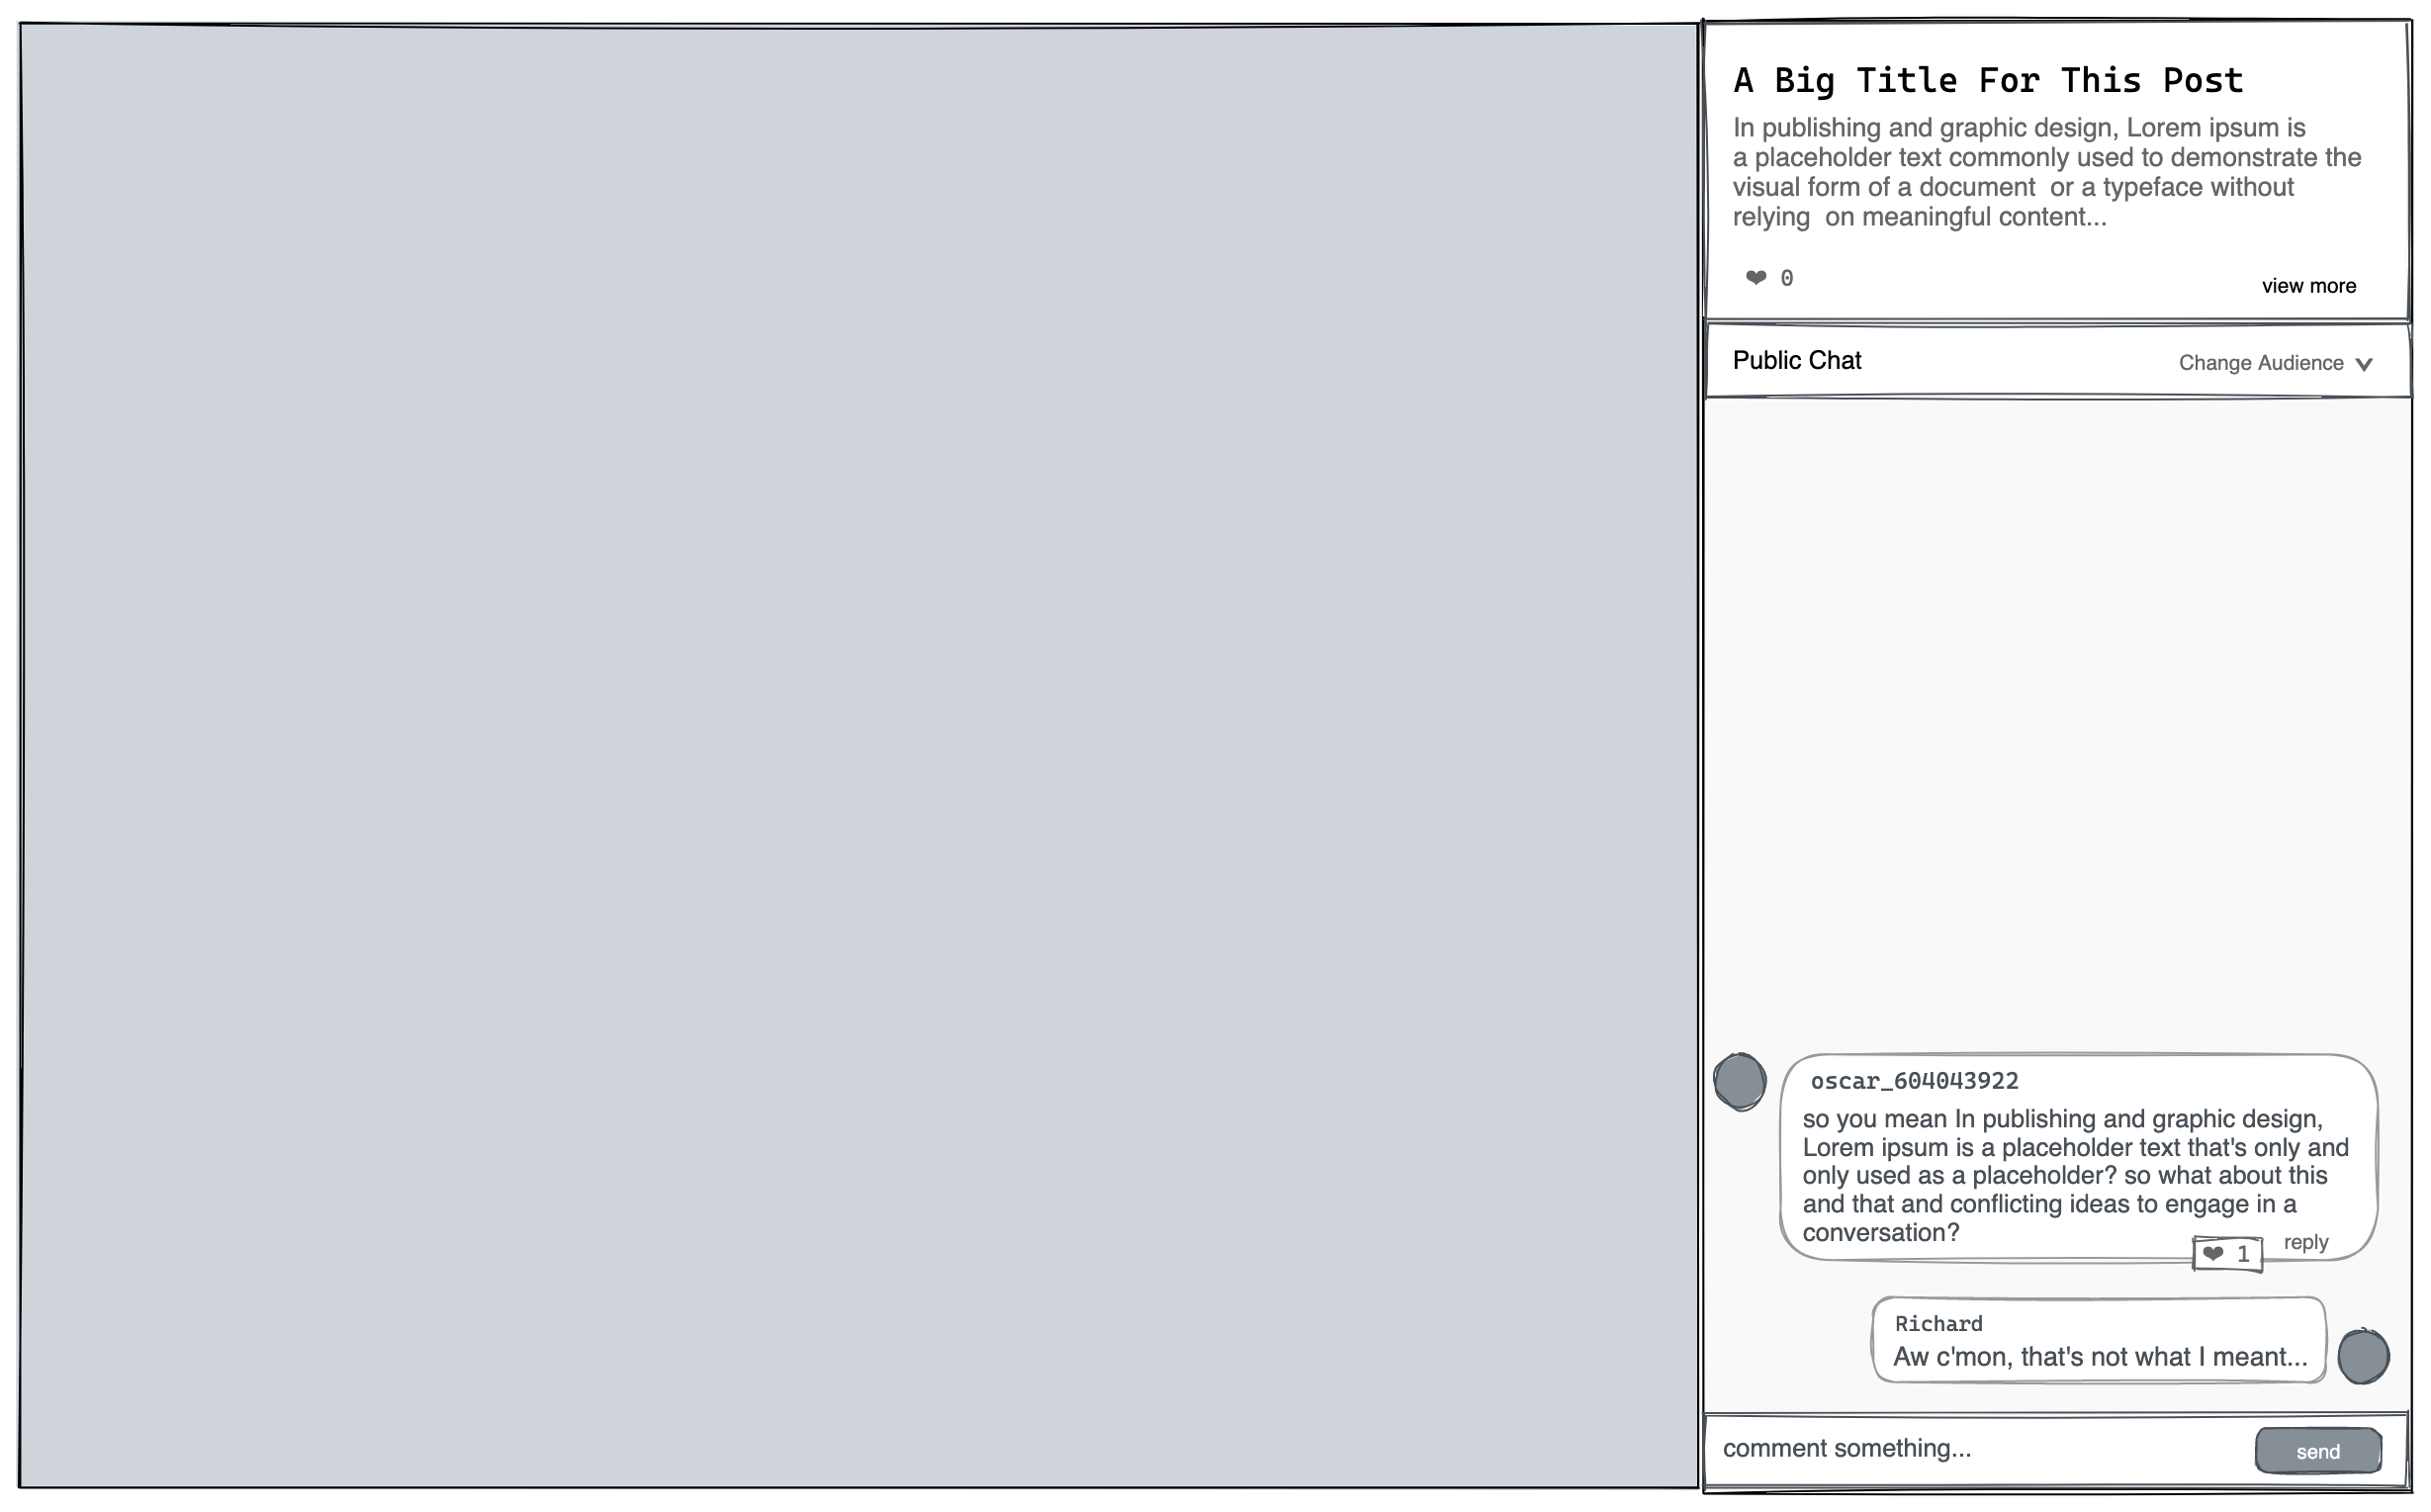 A Big Title For This Post
In publishing and graphic design, Lorem ipsum is
a placeholder text commonly used to demonstrate the
visual form of a document  or a typeface without
relying  on meaningful content...
❤ 0
view more
Public Chat
Change Audience
oscar_604043922
so you mean In publishing and graphic design,
Lorem ipsum is a placeholder text that's only and
only used as a placeholder? so what about this
and that and conflicting ideas to engage in a
conversation?
❤ 1
reply
Richard
Aw c'mon, that's not what I meant...
comment something...
send